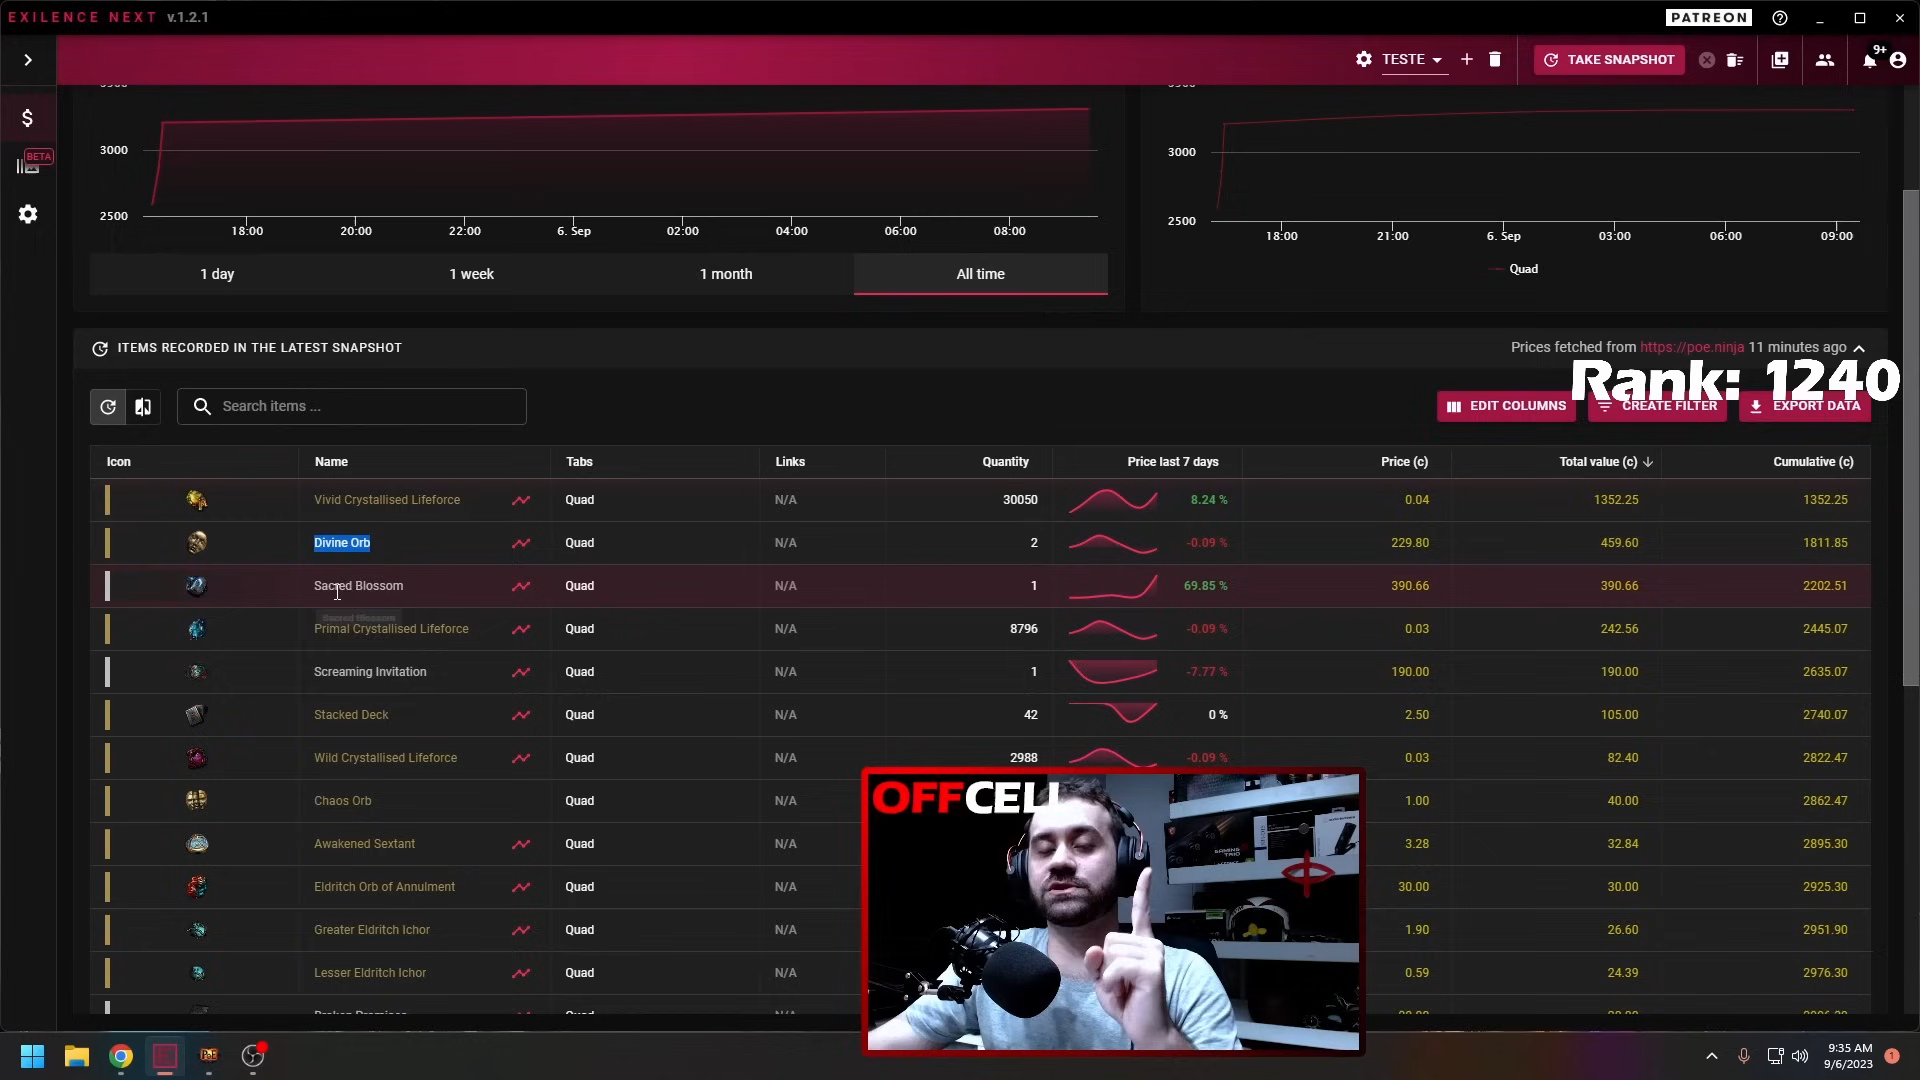 EXILENCE NEXT v.1.2.1
PATREON
TESTE
TAKE SNAPSHOT
9+
BETA
3000
2500
18:00 20:00 22:00 6. Sep 02:00 04:00 06:00 08:00
3000
2500
18:00 21:00 6. Sep 03:00 06:00 09:00
Quad
1 day 1 week 1 month All time
ITEMS RECORDED IN THE LATEST SNAPSHOT
Prices fetched from https://poe.ninja 11 minutes ago
Rank: 1240
Search items ...
EDIT COLUMNS CREATE FILTER EXPORT DATA
Icon Name Tabs Links Quantity Price last 7 days Price (c) Total value (c) Cumulative (c)
Vivid Crystallised Lifeforce Quad N/A 30050 8.24 % 0.04 1352.25 1352.25
Divine Orb Quad N/A 2 -0.09 % 229.80 459.60 1811.85
Sacred Blossom Quad N/A 1 69.85 % 390.66 390.66 2202.51
Sacred Blossom
Primal Crystallised Lifeforce Quad N/A 8796 -0.09 % 0.03 242.56 2445.07
Screaming Invitation Quad N/A 1 -7.77 % 190.00 190.00 2635.07
Stacked Deck Quad N/A 42 0 % 2.50 105.00 2740.07
Wild Crystallised Lifeforce Quad N/A 2988 -0.09 % 0.03 82.40 2822.47
Chaos Orb Quad N/A 1.00 40.00 2862.47
Awakened Sextant Quad N/A 3.28 32.84 2895.30
Eldritch Orb of Annulment Quad N/A 30.00 30.00 2925.30
Greater Eldritch Ichor Quad N/A 1.90 26.60 2951.90
Lesser Eldritch Ichor Quad N/A 0.59 24.39 2976.30
OFFCELL
9:35 AM
9/6/2023
1